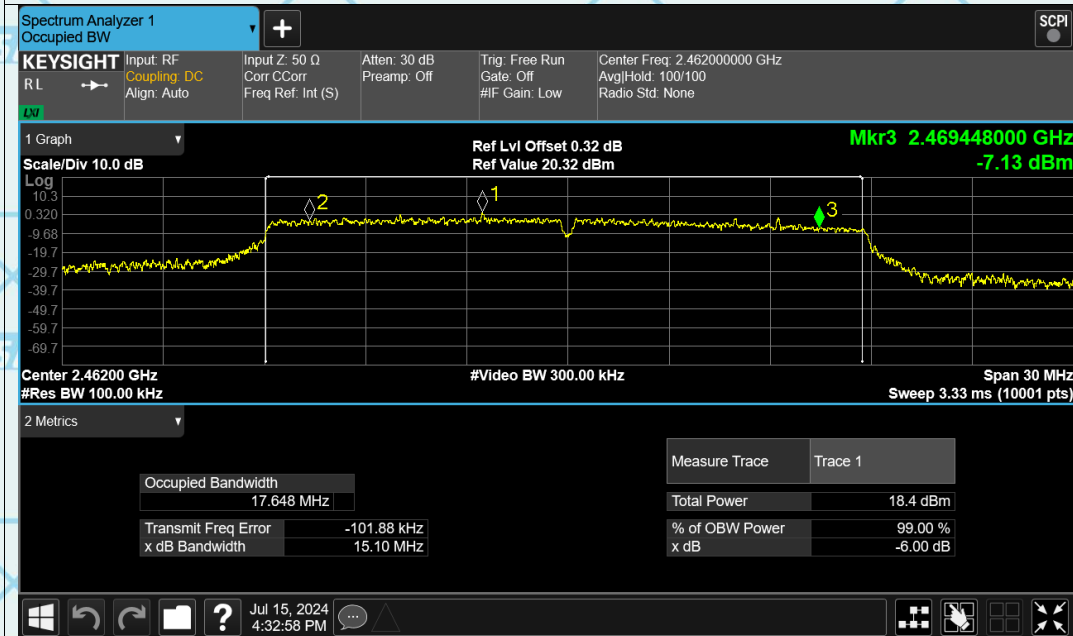 Spectrum Analyzer 1
Occupied BW
+
SCPI
KEYSIGHT
RL
LXI
Input: RF
Coupling: DC
Align: Auto
Input Z: 50 Ω
Corr CCorr
Freq Ref: Int (S)
Atten: 30 dB
Preamp: Off
Trig: Free Run
Gate: Off
#IF Gain: Low
Center Freq: 2.462000000 GHz
Avg|Hold: 100/100
Radio Std: None
1 Graph
Scale/Div 10.0 dB
Ref Lvl Offset 0.32 dB
Ref Value 20.32 dBm
Mkr3 2.469448000 GHz
-7.13 dBm
Log
10.3
0.320
-9.68
-19.7
-29.7
-39.7
-49.7
-59.7
-69.7
2
1
3
Center 2.46200 GHz
#Video BW 300.00 kHz
Span 30 MHz
#Res BW 100.00 kHz
Sweep 3.33 ms (10001 pts)
2 Metrics
Occupied Bandwidth
17.648 MHz
Transmit Freq Error -101.88 kHz
x dB Bandwidth 15.10 MHz
Measure Trace Trace 1
Total Power 18.4 dBm
% of OBW Power 99.00 %
x dB -6.00 dB
?
Jul 15, 2024
4:32:58 PM